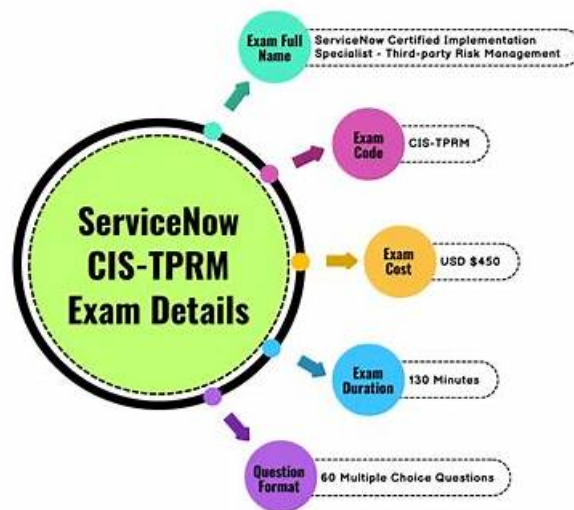 Exam Full
Name
ServiceNow Certified Implementation
Specialist - Third-party Risk Management
Exam
Code
CIS-TPRM
ServiceNow
CIS-TPRM
Exam Details
Exam
Cost
USD $450
Exam
Duration
130 Minutes
Question
Format
60 Multiple Choice Questions